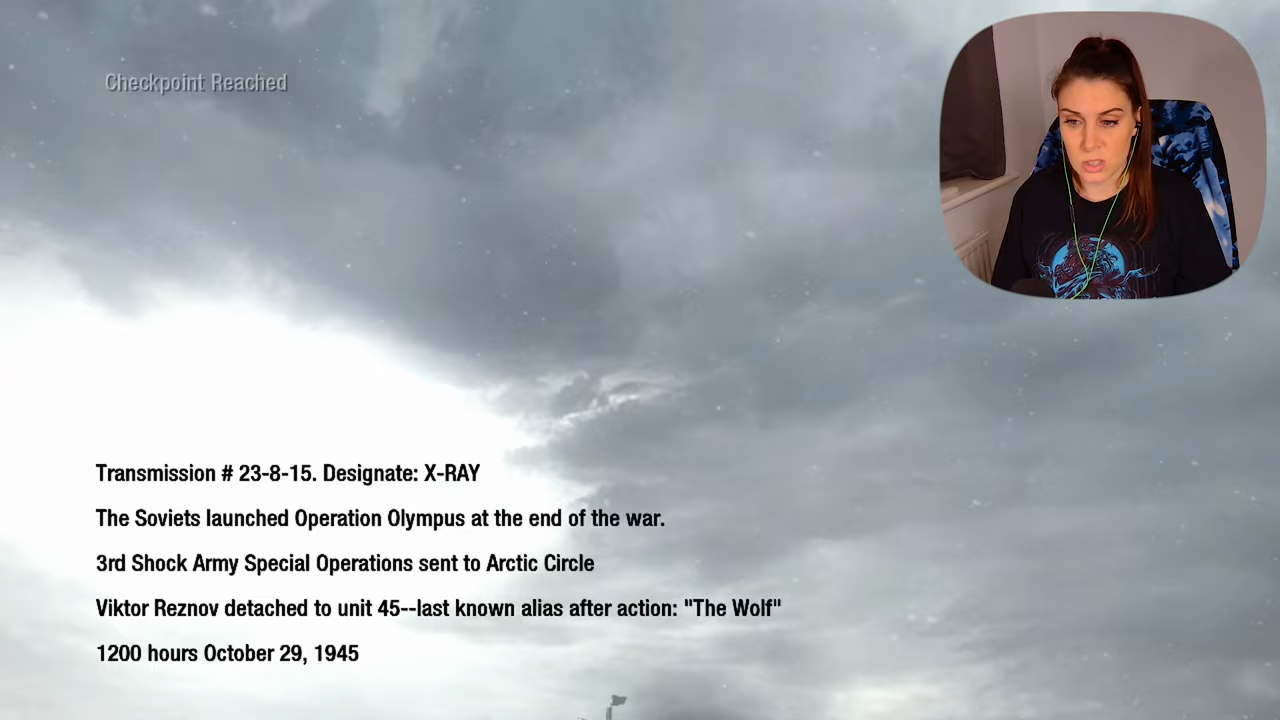 Checkpoint Reached
Transmission # 23-8-15. Designate: X-RAY
The Soviets launched Operation Olympus at the end of the war.
3rd Shock Army Special Operations sent to Arctic Circle
Viktor Reznov detached to unit 45--last known alias after action: "The Wolf"
1200 hours October 29, 1945